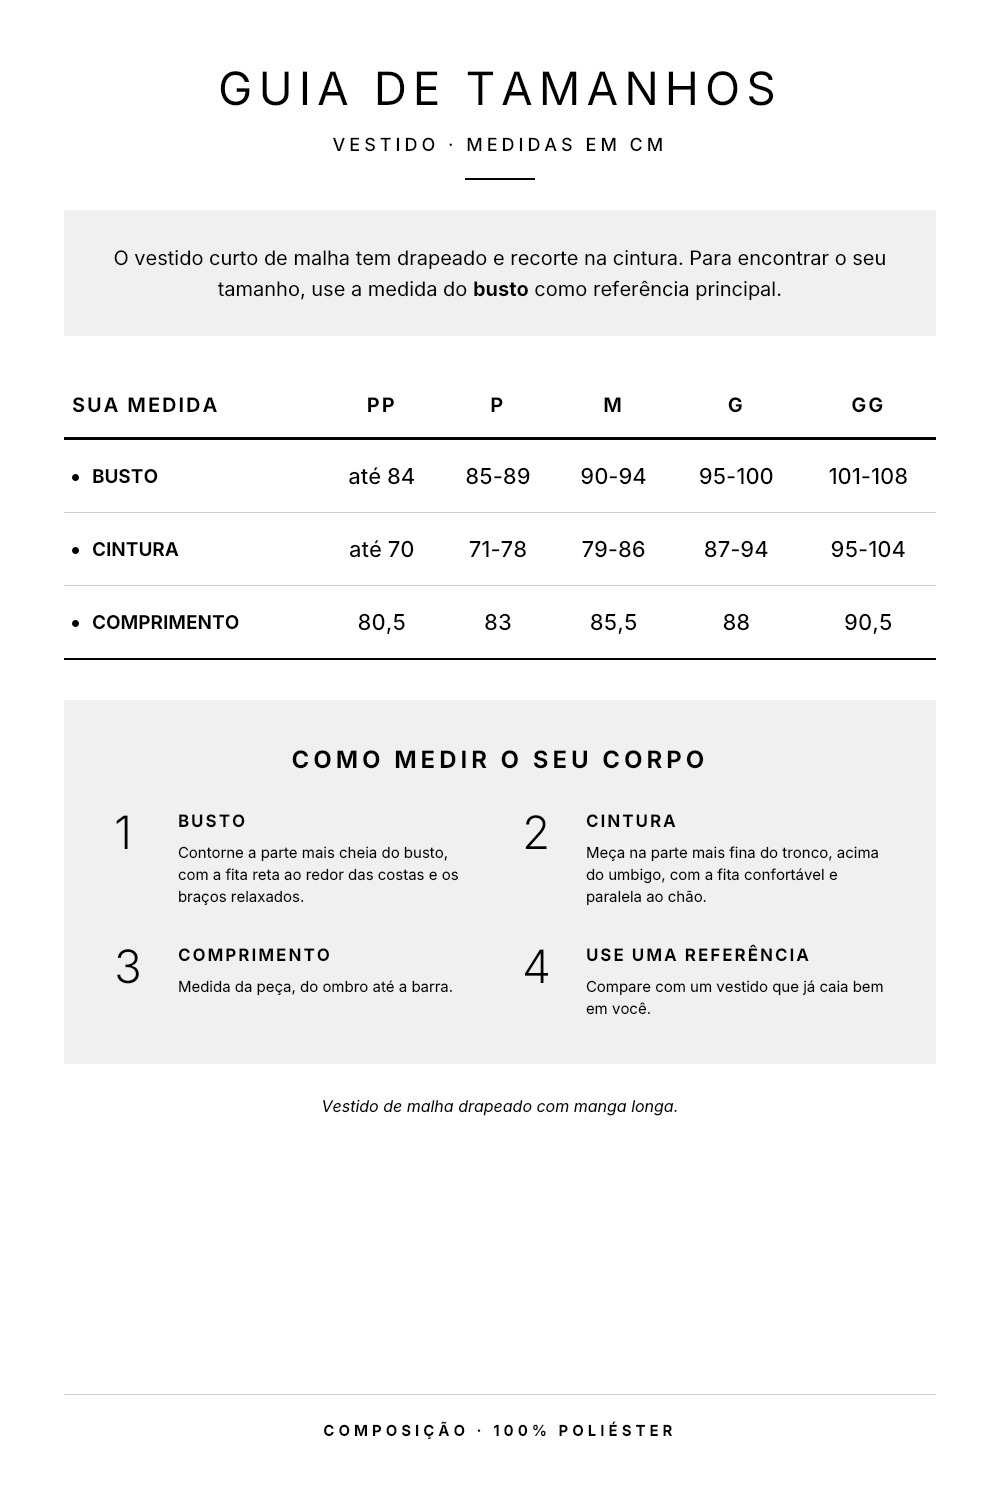 GUIA DE TAMANHOS
VESTIDO · MEDIDAS EM CM
O vestido curto de malha tem drapeado e recorte na cintura. Para encontrar o seu
tamanho, use a medida do busto como referência principal.
SUA MEDIDA PP P M G GG
• BUSTO até 84 85-89 90-94 95-100 101-108
• CINTURA até 70 71-78 79-86 87-94 95-104
• COMPRIMENTO 80,5 83 85,5 88 90,5
COMO MEDIR O SEU CORPO
1 BUSTO
Contorne a parte mais cheia do busto,
com a fita reta ao redor das costas e os
braços relaxados.
2 CINTURA
Meça na parte mais fina do tronco, acima
do umbigo, com a fita confortável e
paralela ao chão.
3 COMPRIMENTO
Medida da peça, do ombro até a barra.
4 USE UMA REFERÊNCIA
Compare com um vestido que já caia bem
em você.
Vestido de malha drapeado com manga longa.
COMPOSIÇÃO · 100% POLIÉSTER